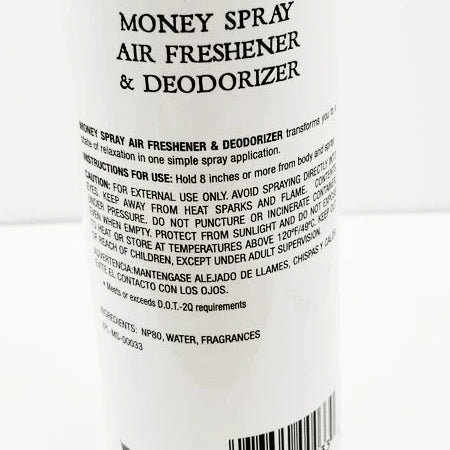 MONEY SPRAY
AIR FRESHENER
& DEODORIZER
MONEY SPRAY AIR FRESHENER & DEODORIZER transforms you to a
state of relaxation in one simple spray application.
INSTRUCTIONS FOR USE: Hold 8 inches or more from body and spray.
CAUTION: FOR EXTERNAL USE ONLY. AVOID SPRAYING DIRECTLY INTO
EYES. KEEP AWAY FROM HEAT SPARKS AND FLAME. CONTENTS
UNDER PRESSURE. DO NOT PUNCTURE OR INCINERATE CONTAINER
EVEN WHEN EMPTY. PROTECT FROM SUNLIGHT AND DO NOT EXPOSE
TO HEAT OR STORE AT TEMPERATURES ABOVE 120°F/49°C. KEEP OUT
OF REACH OF CHILDREN, EXCEPT UNDER ADULT SUPERVISION.
ADVERTENCIA:MANTENGASE ALEJADO DE LLAMES, CHISPAS Y CALOR
EVITE EL CONTACTO CON LOS OJOS.
• Meets or exceeds D.O.T.-2Q requirements
INGREDIENTS: NP80, WATER, FRAGRANCES